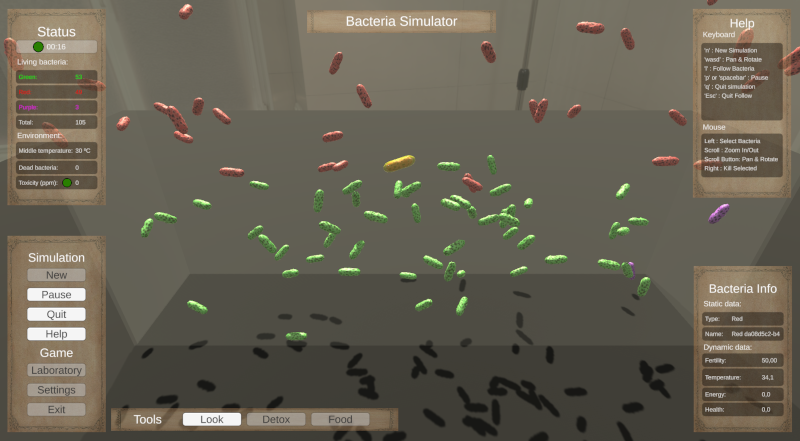 Status
00:16
Living bacteria:
Green: 53
Purple:
Total: 105
Environment:
Middle temperature: 30 ºC
Dead bacteria: 0
Toxicity (ppm): 0
Simulation
New
Pause
Quit
Help
Game
Laboratory
Settings
Exit
Bacteria Simulator
Tools
Look
Detox
Food
Help
Keyboard
'n' : New Simulation
'wasd' : Pan & Rotate
'f' : Follow Bacteria
'p' or 'spacebar' : Pause
'q' : Quit simulation
'Esc' : Quit Follow
Mouse
Left : Select Bacteria
Scroll : Zoom In/Out
Scroll Button: Pan & Rotate
Right : Kill Selected
Bacteria Info
Static data:
Type: Red
Name: Red da08d5c2-b4
Dynamic data:
Fertility: 50,00
Temperature: 34,1
Energy: 0,0
Health: 0,0